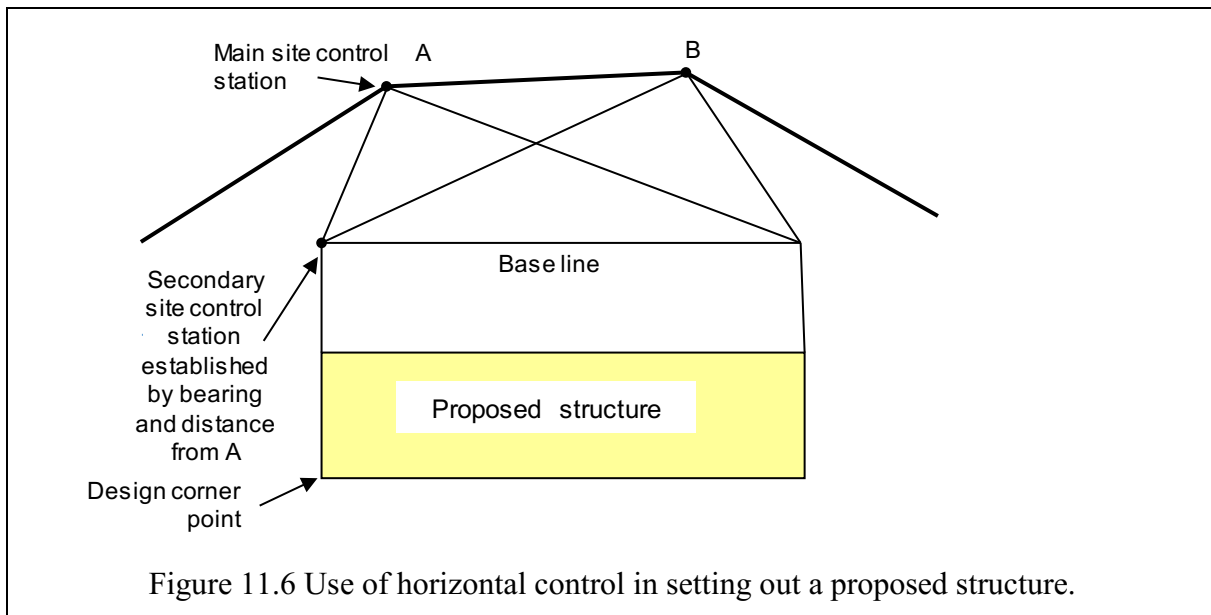 Main site control
station
A
B
Base line
Secondary
site control
station
established
by bearing
and distance
from A
Proposed structure
Design corner
point
Figure 11.6 Use of horizontal control in setting out a proposed structure.